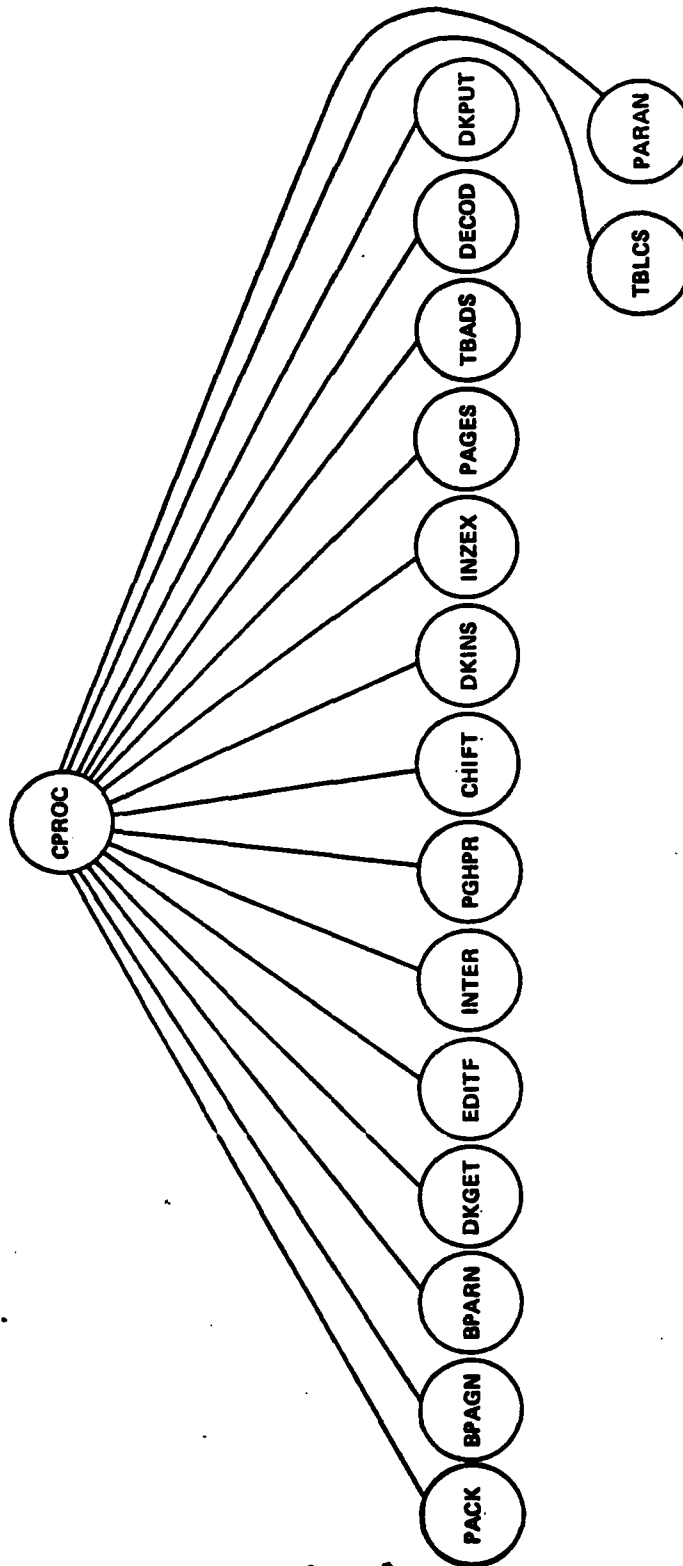 CPROC
PACK
BPAGN
BPARN
DKGET
EDITF
INTER
PGHPR
CHIFT
DKINS
INZEX
PAGES
TBADS
DECOD
DKPUT
TBLCS
PARAN